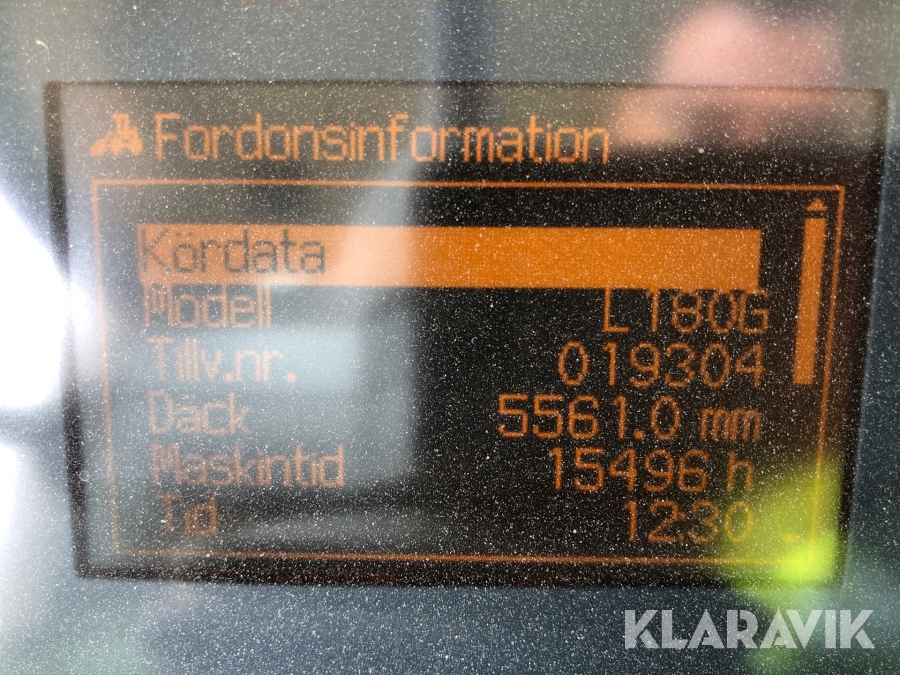 Fordonsinformation
Kördata
Modell L180G
Tillv.nr. 019304
Däck 5561.0 mm
Maskintid 15496 h
Tid 12:30
KLARAVIK